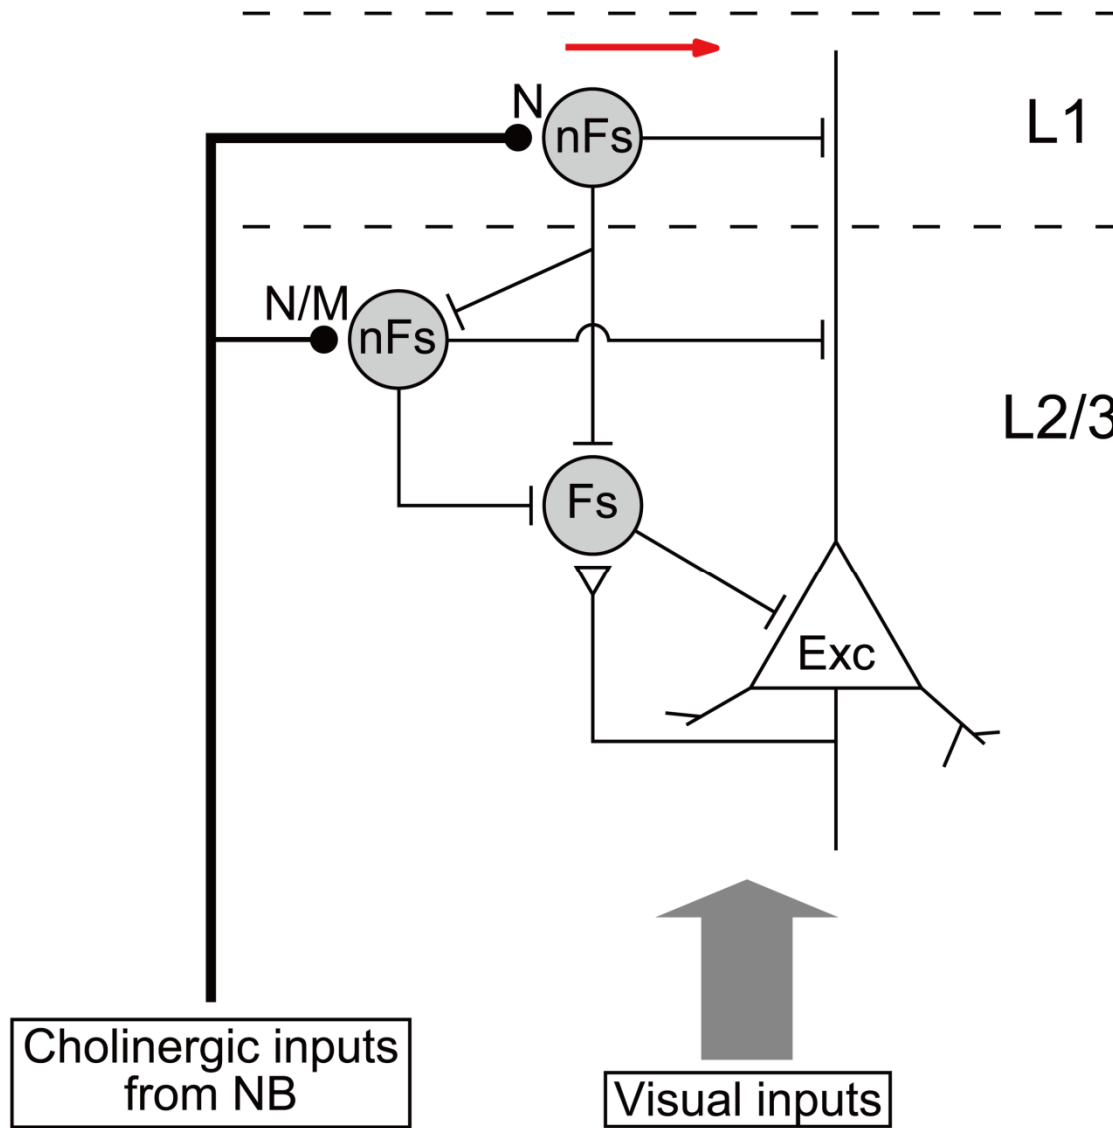 N
nFs
L1
N/M
nFs
L2/3
Fs
Exc
Cholinergic inputs
from NB
Visual inputs